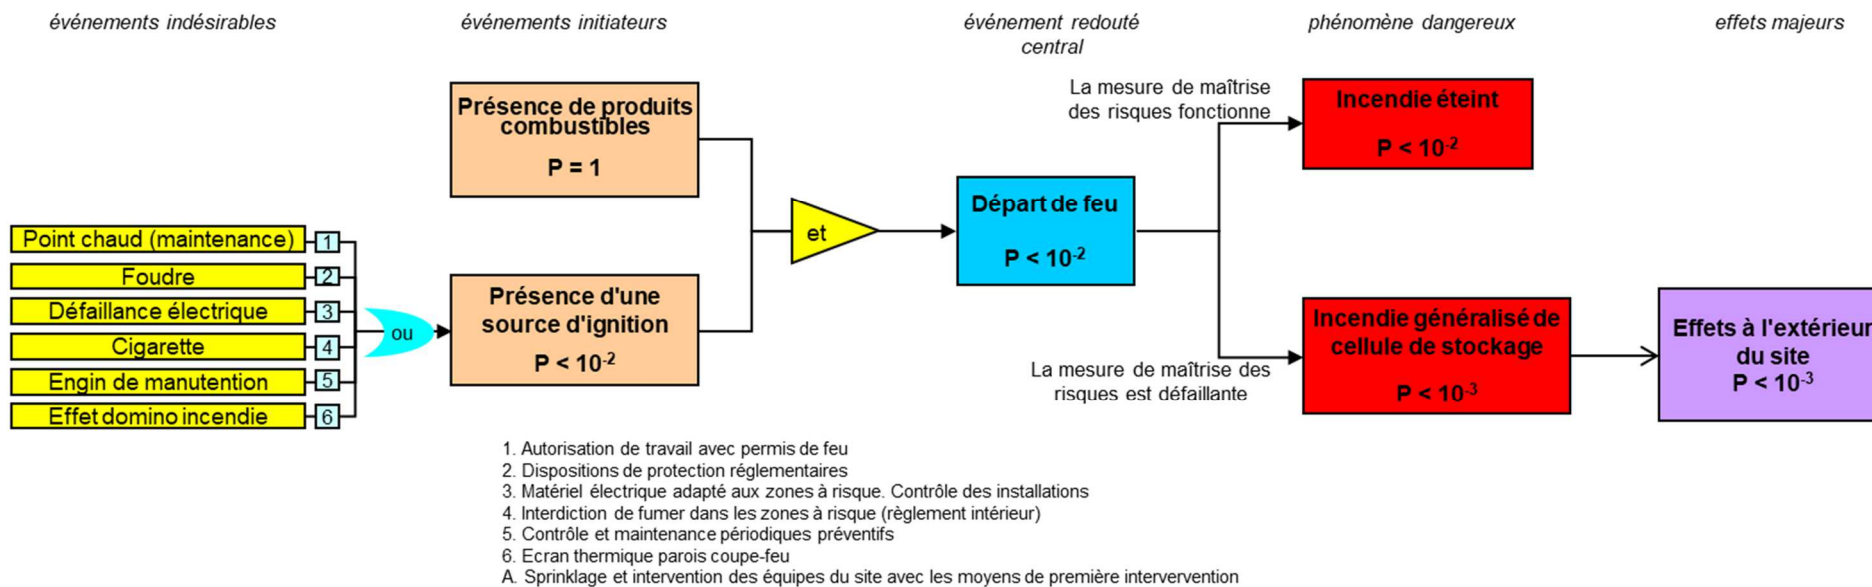 événements indésirables
événements initiateurs
événement redouté
central
phénomène dangereux
effets majeurs
Présence de produits
combustibles
P = 1
La mesure de maîtrise
des risques fonctionne
Incendie éteint
P < 10⁻²
Point chaud (maintenance) 1
Foudre 2
Défaillance électrique 3
Cigarette 4
Engin de manutention 5
Effet domino incendie 6
ou
Présence d'une
source d'ignition
P < 10⁻²
et
Départ de feu
P < 10⁻²
La mesure de maîtrise des
risques est défaillante
Incendie généralisé de
cellule de stockage
P < 10⁻³
Effets à l'extérieur
du site
P < 10⁻³
1. Autorisation de travail avec permis de feu
2. Dispositions de protection réglementaires
3. Matériel électrique adapté aux zones à risque. Contrôle des installations
4. Interdiction de fumer dans les zones à risque (règlement intérieur)
5. Contrôle et maintenance périodiques préventifs
6. Ecran thermique parois coupe-feu
A. Sprinklage et intervention des équipes du site avec les moyens de première intervervention